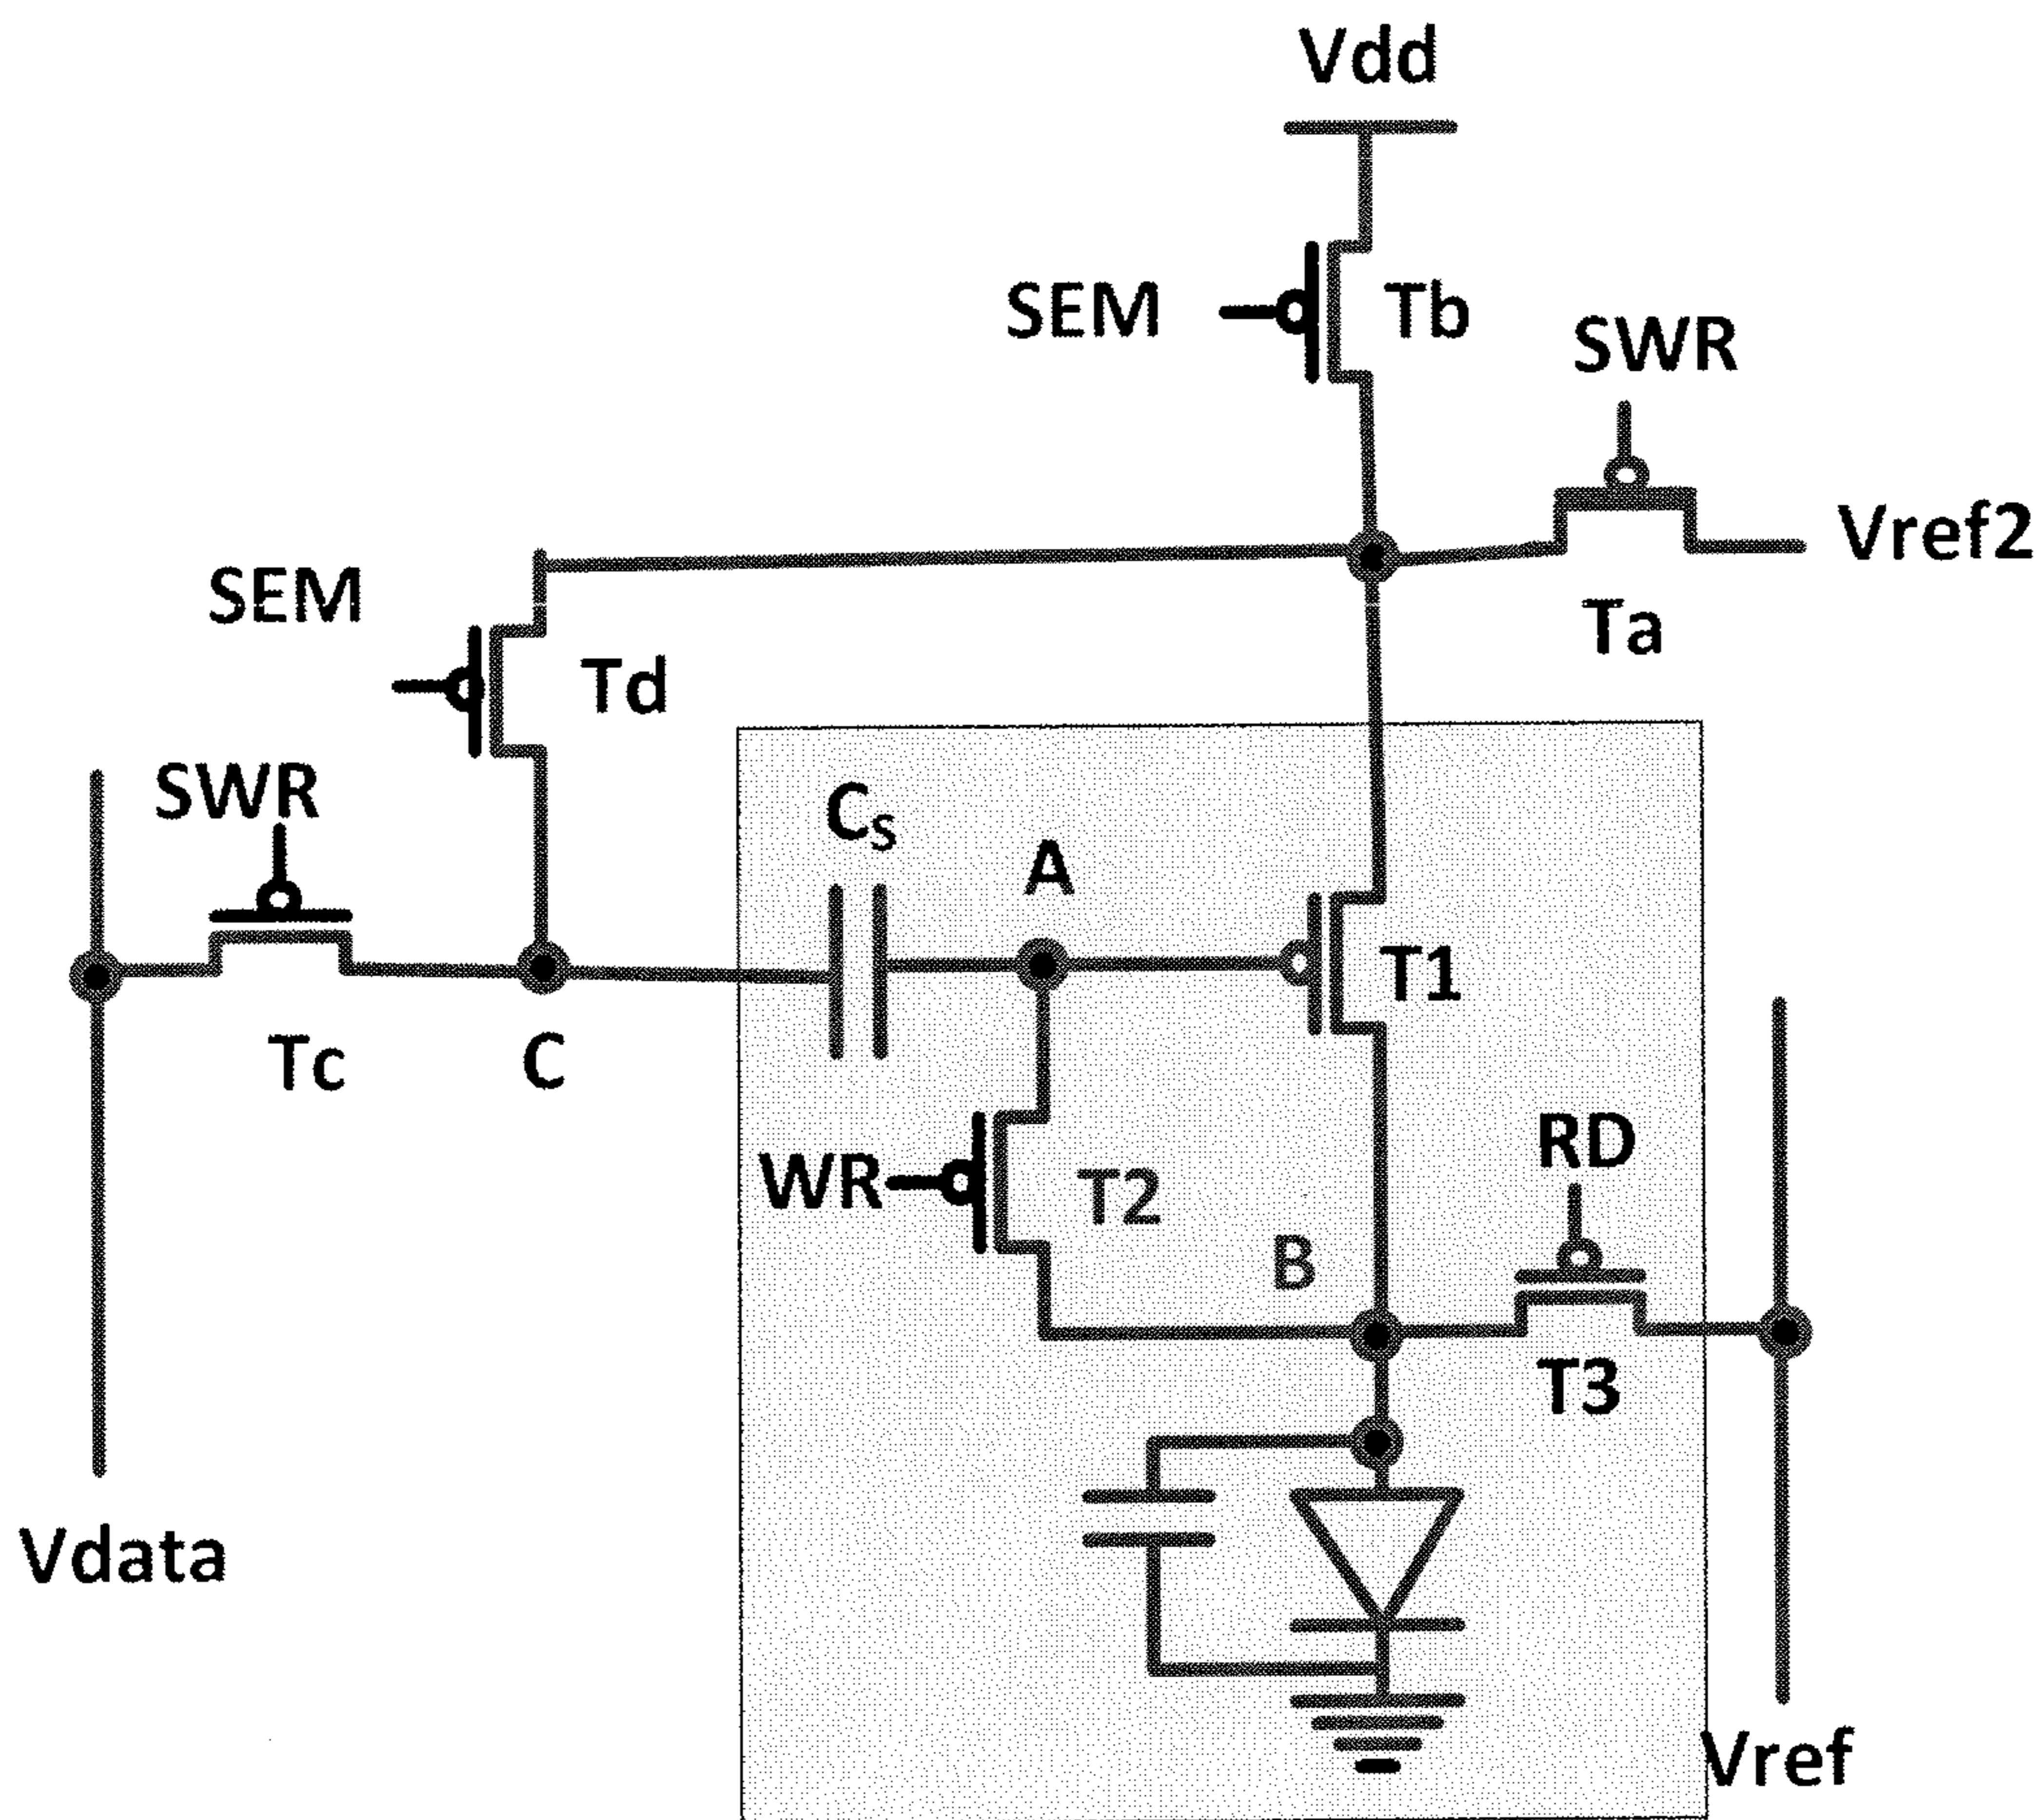 Vdd
SEM
Tb
SWR
Vref2
Ta
SEM
Td
SWR
Cs
A
T1
Tc
C
RD
WR
T2
B
T3
Vdata
Vref